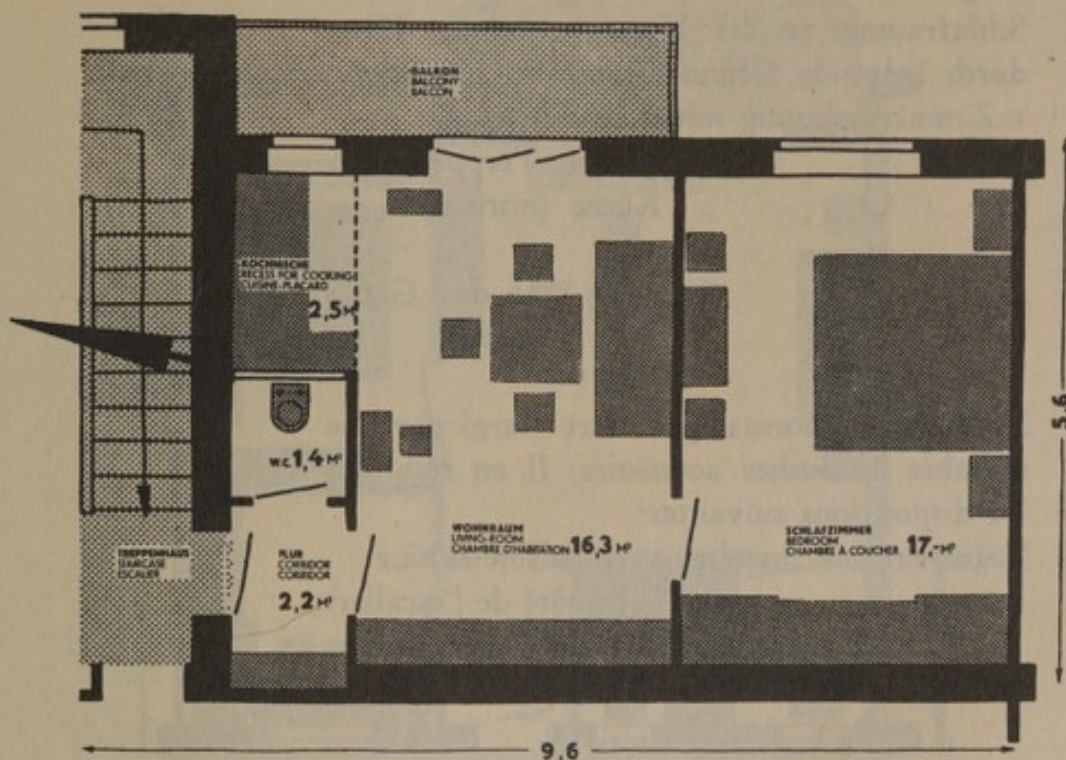 BALKON
BALCONY
BALCON
KOCHNISCHE
RECESS FOR COOKING
CUISINE-PLACARD
2,5 M²
W.C. 1,4 M²
TREPPENHAUS
STAIRCASE
ESCALIER
FLUR
CORRIDOR
CORRIDOR
2,2 M²
WOHNRAUM
LIVING-ROOM
CHAMBRE D'HABITATION 16,3 M²
SCHLAFZIMMER
BEDROOM
CHAMBRE À COUCHER 17,- M²
5,6
9,6